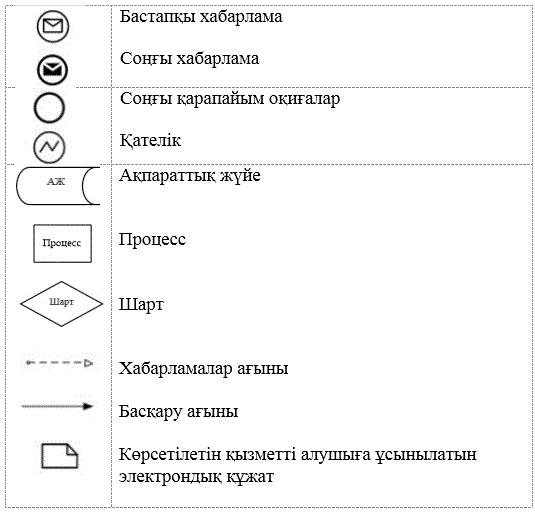 Бастапқы хабарлама
Соңғы хабарлама
Соңғы қарапайым оқиғалар
Қателік
АЖ
Ақпараттық жүйе
Процесс
Процесс
Шарт
Шарт
Хабарламалар ағыны
Басқару ағыны
Көрсетілетін қызметті алушыға ұсынылатын
электрондық құжат